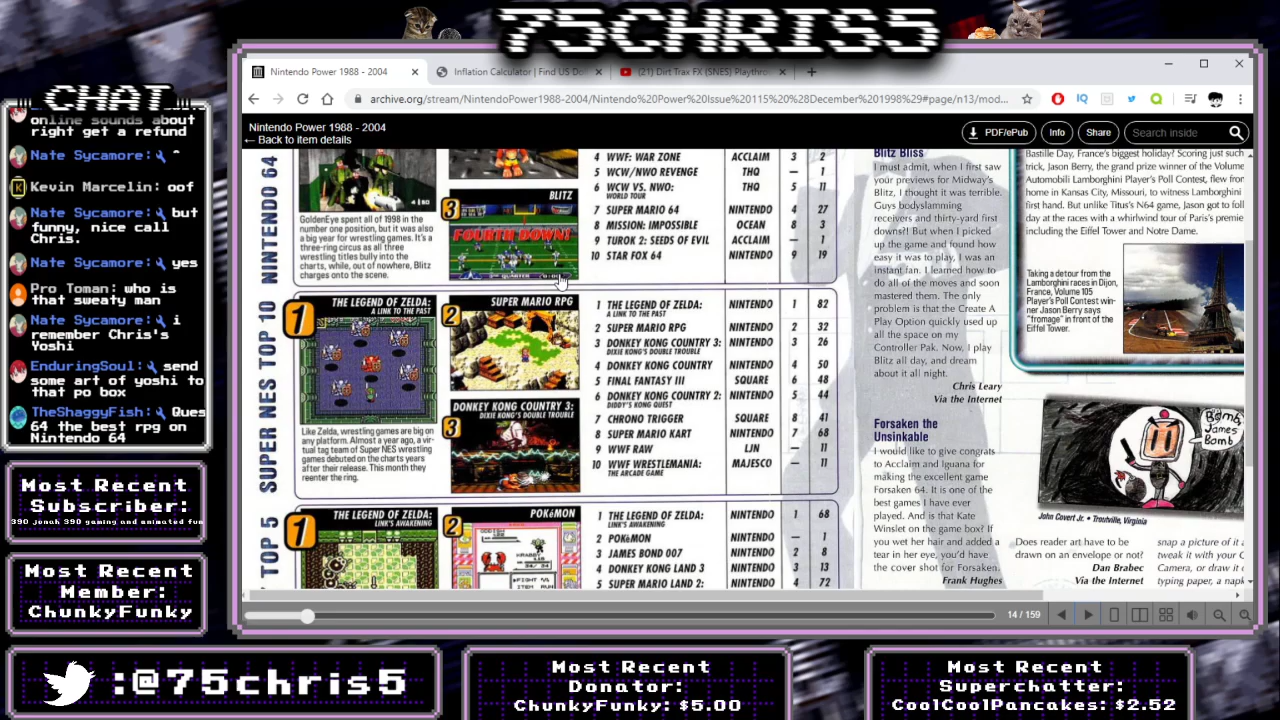 75CHRIS5
CHAT
online sounds about
right get a refund
Nate Sycamore: ^
Kevin Marcelin: oof
Nate Sycamore: but
funny, nice call
Chris.
Nate Sycamore: yes
Pro Toman: who is
that sweaty man
Nate Sycamore: i
remember Chris's
Yoshi
EnduringSoul: send
some art of yoshi to
that po box
TheShaggyFish: Ques
64 the best rpg on
Nintendo 64
Most Recent
Subscriber:
390 jonah 390 gaming and animated fun
Most Recent
Member:
ChunkyFunky
:@75chris5
Most Recent
Donator:
ChunkyFunky: $5.00
Most Recent
Superchatter:
CoolCoolPancakes: $2.52
Nintendo Power 1988 - 2004
Inflation Calculator | Find US Do
(21) Dirt Trax FX (SNES) Playthro
archive.org/stream/NintendoPower1988-2004/Nintendo%20Power%20Issue%20115%20%28December%201998%29#page/n13/mod...
Nintendo Power 1988 - 2004
← Back to item details
PDF/ePub
Info
Share
Search inside
NINTENDO 64
GoldenEye spent all of 1998 in the
number one position, but it was also
a big year for wrestling games. It's a
three-ring circus as all three
wrestling titles bully into the
charts, while, out of nowhere, Blitz
charges onto the scene.
3
BLITZ
FOURTH DOWN!
4 WWF: WAR ZONE ACCLAIM 3 2
5 WCW/NWO REVENGE THQ — 1
6 WCW VS. NWO: THQ 5 11
WORLD TOUR
7 SUPER MARIO 64 NINTENDO 4 27
8 MISSION: IMPOSSIBLE OCEAN 8 3
9 TUROK 2: SEEDS OF EVIL ACCLAIM — 1
10 STAR FOX 64 NINTENDO 9 19
SUPER NES TOP 10
1
THE LEGEND OF ZELDA:
A LINK TO THE PAST
Like Zelda, wrestling games are big on
any platform. Almost a year ago, a vir-
tual tag team of Super NES wrestling
games debuted on the charts years
after their release. This month they
reenter the ring.
2
SUPER MARIO RPG
3
DONKEY KONG COUNTRY 3:
DIXIE KONG'S DOUBLE TROUBLE
1 THE LEGEND OF ZELDA: NINTENDO 1 82
A LINK TO THE PAST
2 SUPER MARIO RPG NINTENDO 2 32
3 DONKEY KONG COUNTRY 3: NINTENDO 3 26
DIXIE KONG'S DOUBLE TROUBLE
4 DONKEY KONG COUNTRY NINTENDO 4 50
5 FINAL FANTASY III SQUARE 6 48
6 DONKEY KONG COUNTRY 2: NINTENDO 5 44
DIDDY'S KONG QUEST
7 CHRONO TRIGGER SQUARE 8 41
8 SUPER MARIO KART NINTENDO 7 68
9 WWF RAW LJN — 11
10 WWF WRESTLEMANIA: MAJESCO — 11
THE ARCADE GAME
TOP 5
1
THE LEGEND OF ZELDA:
LINK'S AWAKENING
2
POKéMON
1 THE LEGEND OF ZELDA: NINTENDO 1 68
LINK'S AWAKENING
2 POKéMON NINTENDO — 1
3 JAMES BOND 007 NINTENDO 2 8
4 DONKEY KONG LAND 3 NINTENDO 3 13
5 SUPER MARIO LAND 2: NINTENDO 4 72
Blitz Bliss
I must admit, when I first saw
your previews for Midway's
Blitz, I thought it was terrible.
Guys bodyslamming
receivers and thirty-yard first
downs?! But when I picked
up the game and found how
easy it was to play, I was an
instant fan. I learned how to
do all of the moves and soon
mastered them. The only
problem was that the Create A
Play Option quickly used up
all the space on my
Controller Pak. Now, I play
Blitz all day, and dream
about it all night.
Chris Leary
Via the Internet
Forsaken the
Unsinkable
I would like to give congrats
to Acclaim and Iguana for
making the excellent game
Forsaken 64. It is one of the
best games I have ever
played. And is that Kate
Winslet on the game box? If
you wet her hair and added a
tear in her eye, you'd have
the cover shot for Forsaken.
Frank Hughes
Bastille Day, France's biggest holiday? Scoring just such
trick, Jason Berry, the grand prize winner of the Volume
Automobili Lamborghini Player's Poll Contest, flew from
home in Kansas City, Missouri, to witness Lamborghini
first hand. But unlike Titus's N64 game, Jason got to foll
day at the races with a whirlwind tour of Paris's premie
including the Eiffel Tower and Notre Dame.
Taking a detour from the
Lamborghini races in Dijon,
France, Volume 105
Player's Poll Contest win-
ner Jason Berry says
"fromage" in front of the
Eiffel Tower.
Bomb,
James
Bomb
John Covert Jr. • Troutville, Virginia
Does reader art have to be
drawn on an envelope or not?
Dan Brabec
Via the Internet
snap a picture of it a
tweak it with your C
Camera, or draw it o
typing paper, a napk
14 / 159